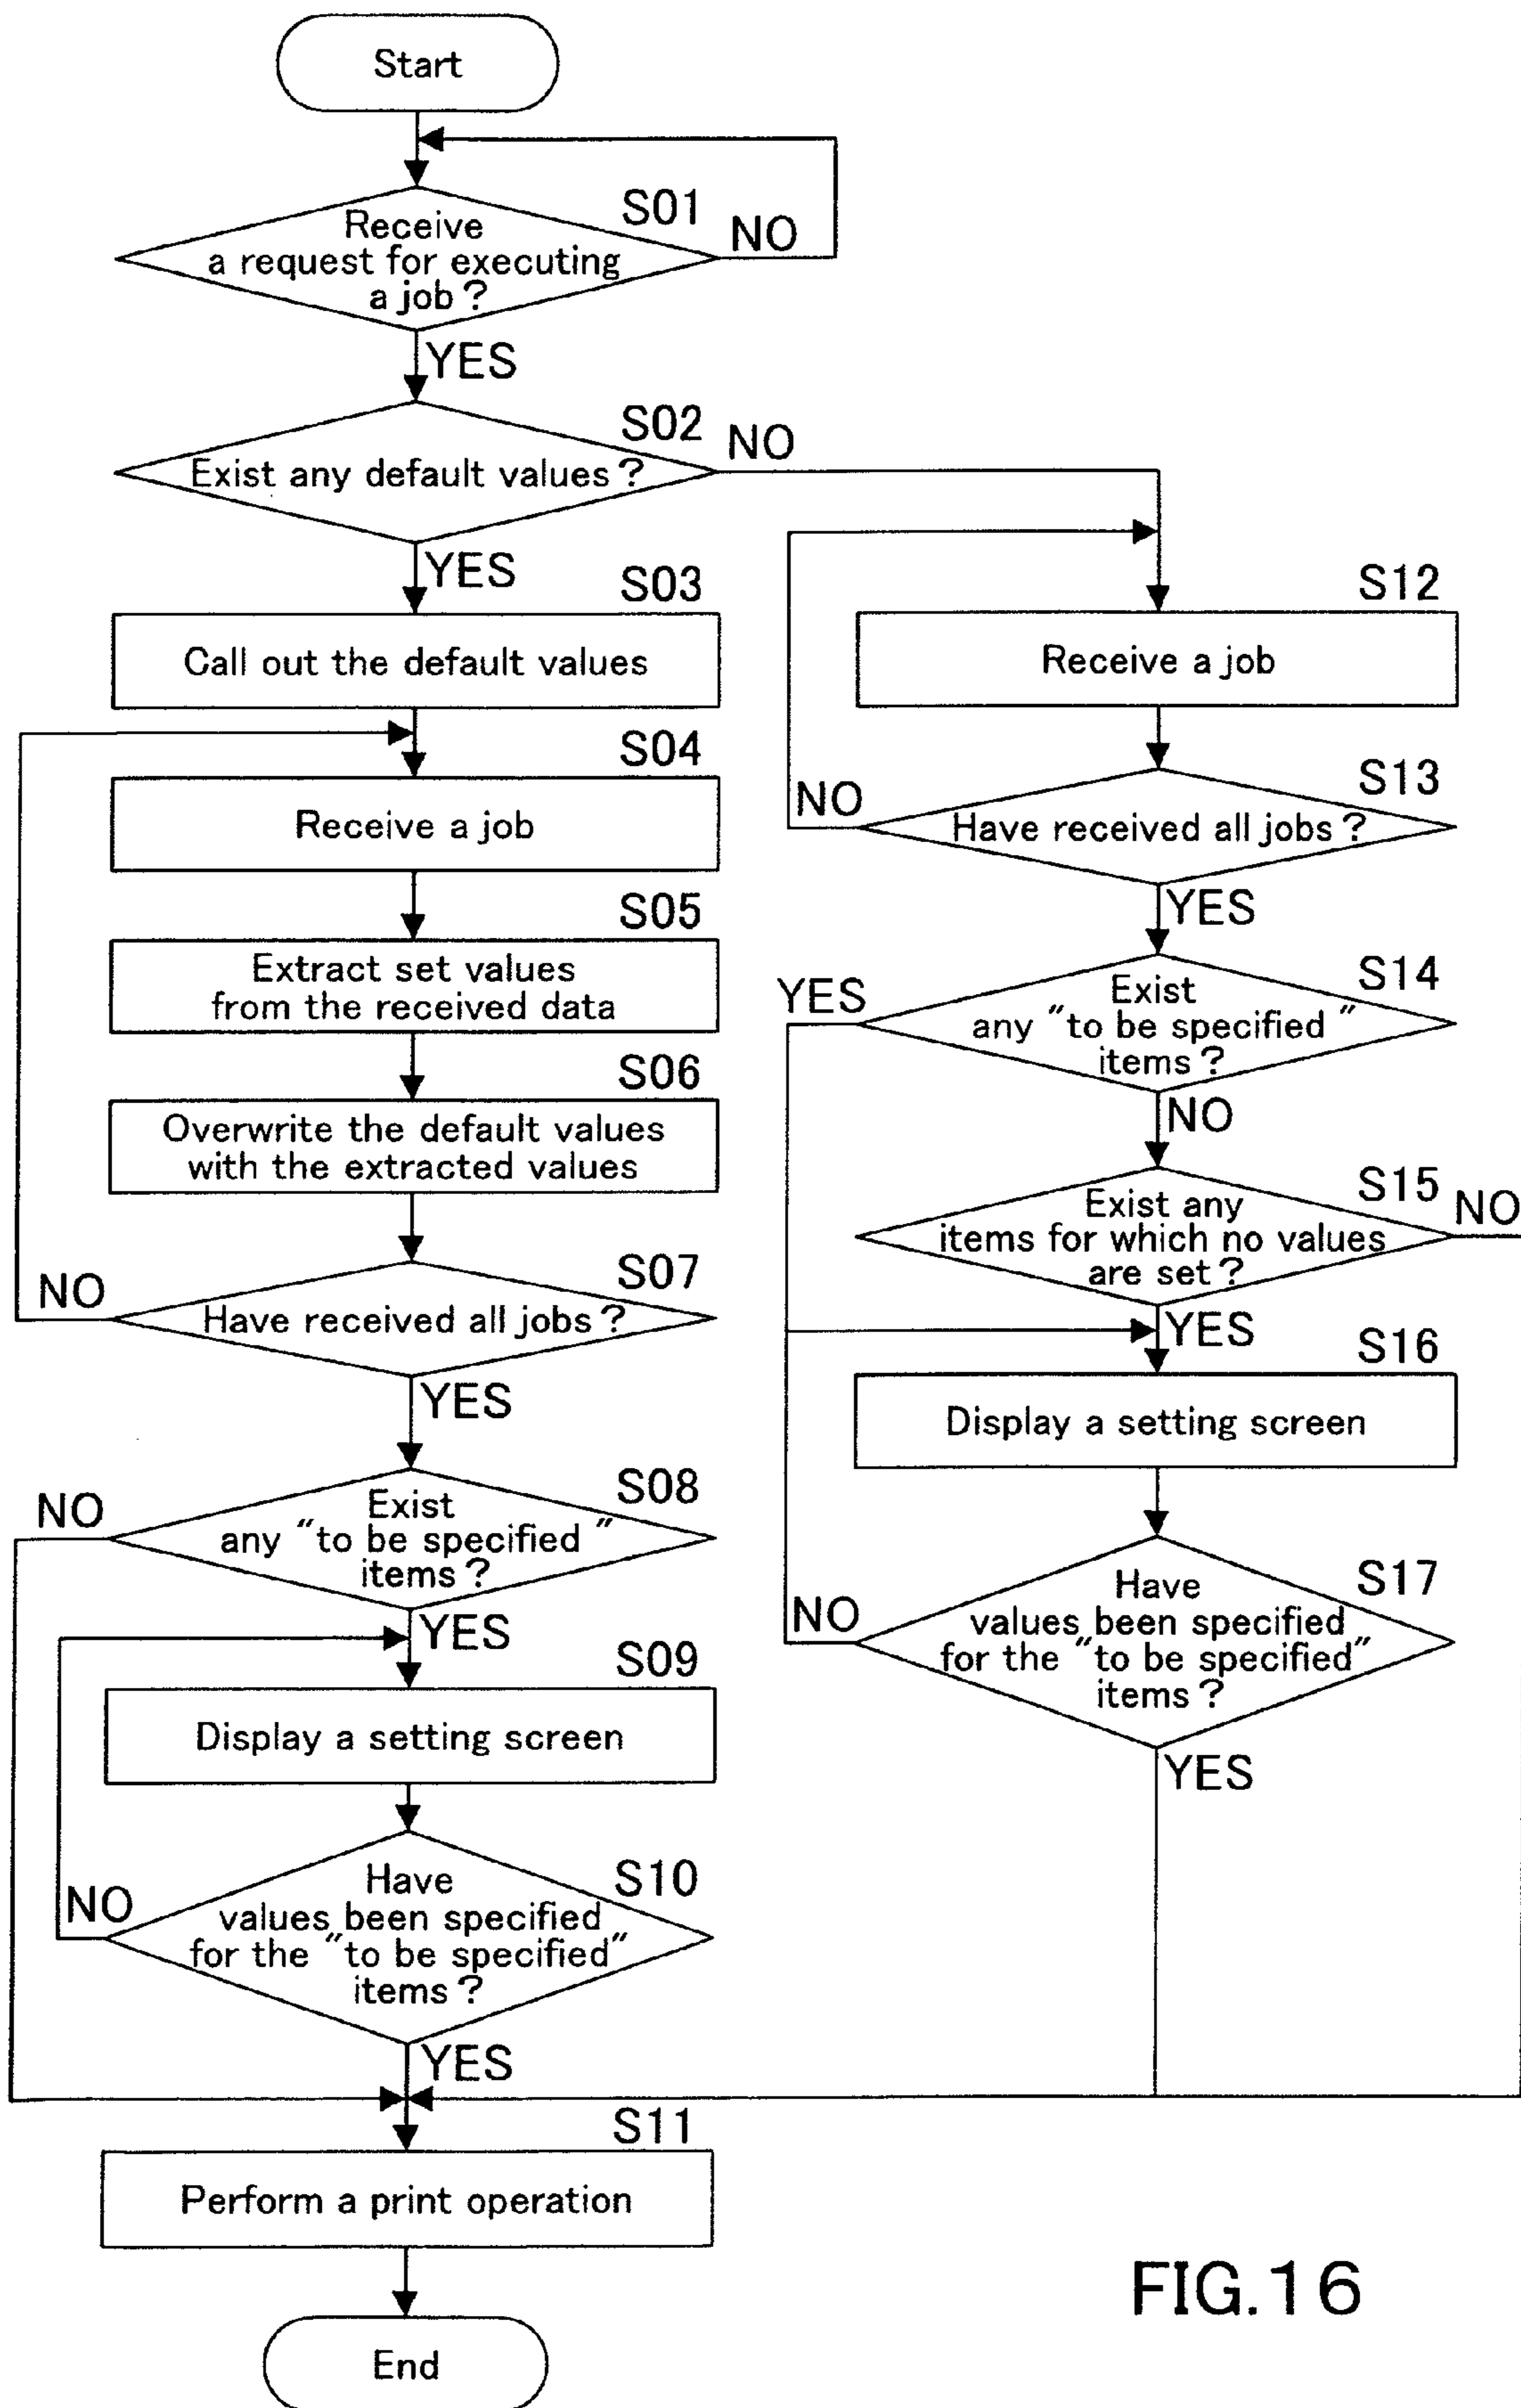 Start
S01
Receive
a request for executing
a job ?
NO
YES
S02
Exist any default values ?
NO
YES
S03
Call out the default values
S04
Receive a job
S05
Extract set values
from the received data
S06
Overwrite the default values
with the extracted values
S07
Have received all jobs ?
NO
YES
S08
Exist
any "to be specified "
items ?
NO
YES
S09
Display a setting screen
S10
Have
values been specified
for the "to be specified"
items ?
NO
YES
S11
Perform a print operation
End
S12
Receive a job
S13
Have received all jobs ?
NO
YES
S14
Exist
any "to be specified "
items ?
YES
NO
S15
Exist any
items for which no values
are set ?
NO
YES
S16
Display a setting screen
S17
Have
values been specified
for the "to be specified"
items ?
NO
YES
FIG.16